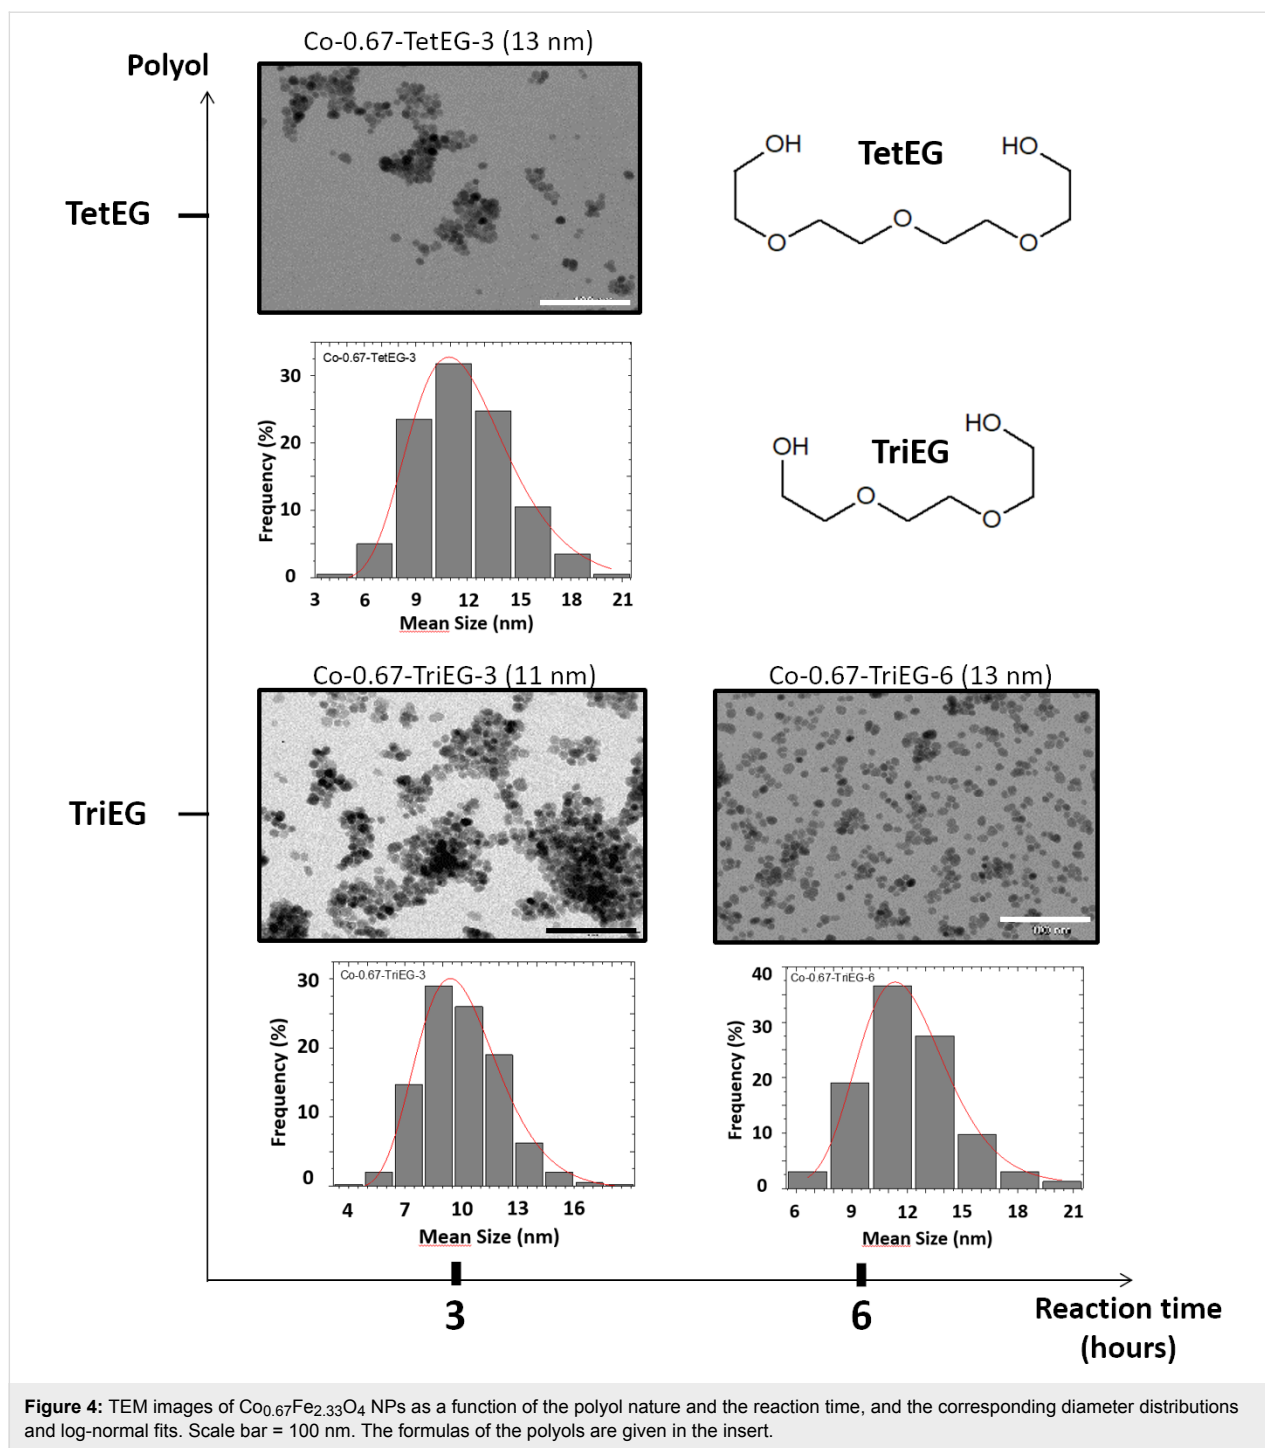 Co-0.67-TetEG-3 (13 nm)
Polyol
TetEG
OH
TetEG
HO
O
O
O
Co-0.67-TetEG-3
30
20
10
0
Frequency (%)
3 6 9 12 15 18 21
Mean Size (nm)
HO
OH
TriEG
O
O
Co-0.67-TriEG-3 (11 nm)
Co-0.67-TriEG-6 (13 nm)
TriEG
100 nm
Co-0.67-TriEG-3
30
20
10
0
Frequency (%)
4 7 10 13 16
Mean Size (nm)
Co-0.67-TriEG-6
40
30
20
10
0
Frequency (%)
6 9 12 15 18 21
Mean Size (nm)
3
6
Reaction time
(hours)
Figure 4: TEM images of Co0.67Fe2.33O4 NPs as a function of the polyol nature and the reaction time, and the corresponding diameter distributions
and log-normal fits. Scale bar = 100 nm. The formulas of the polyols are given in the insert.